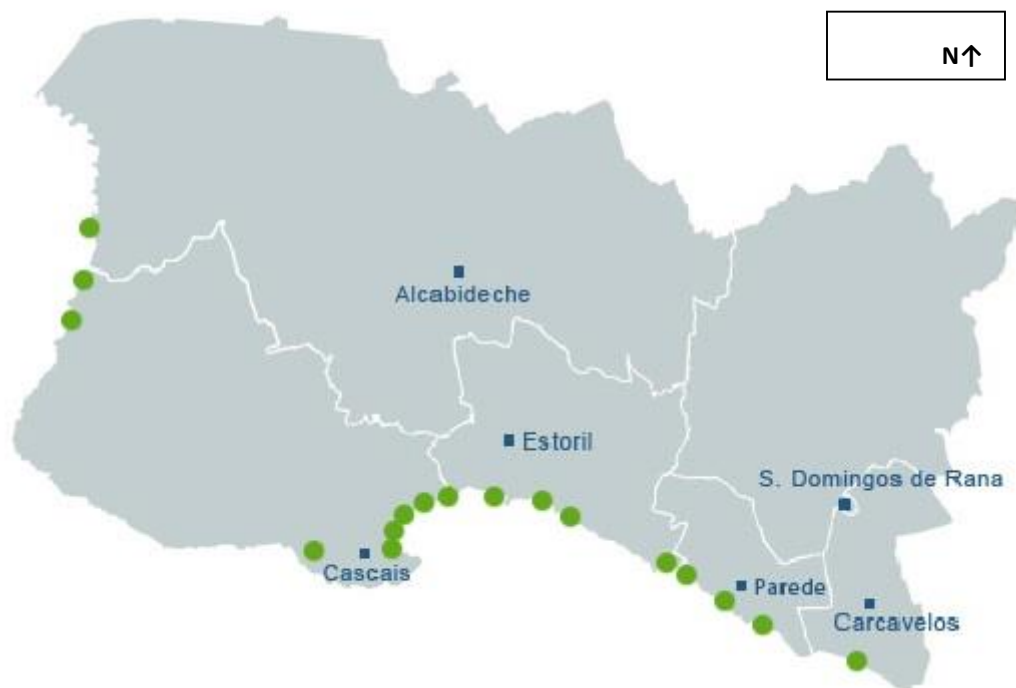 N↑
Alcabideche
Estoril
S. Domingos de Rana
Cascais
Parede
Carcavelos